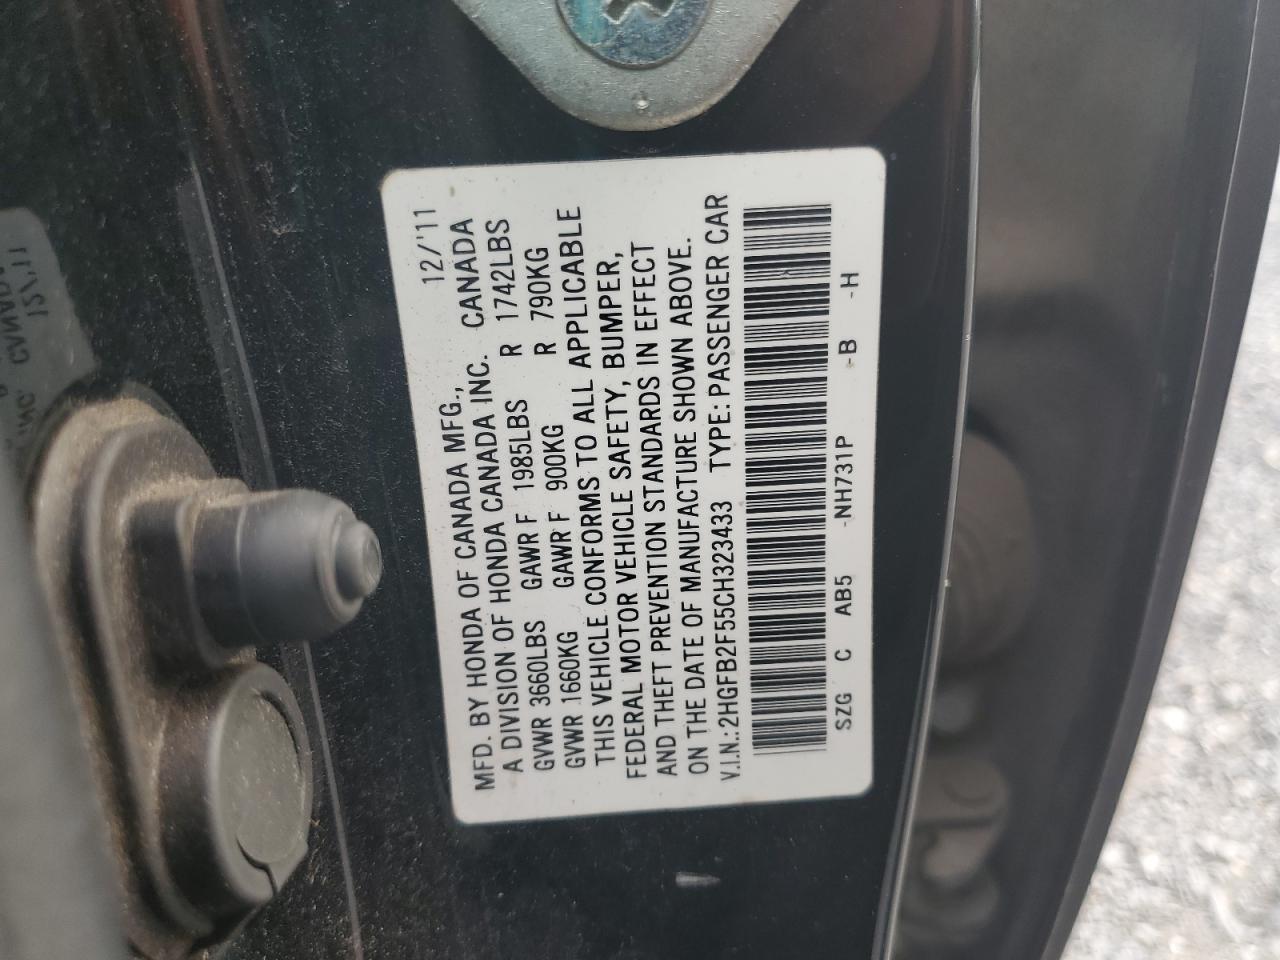 12/'11
MFD. BY HONDA OF CANADA MFG.,
A DIVISION OF HONDA CANADA INC. CANADA
GVWR 3660LBS GAWR F 1985LBS R 1742LBS
GVWR 1660KG GAWR F 900KG R 790KG
THIS VEHICLE CONFORMS TO ALL APPLICABLE
FEDERAL MOTOR VEHICLE SAFETY, BUMPER,
AND THEFT PREVENTION STANDARDS IN EFFECT
ON THE DATE OF MANUFACTURE SHOWN ABOVE.
V.I.N.: 2HGFB2F55CH323433 TYPE: PASSENGER CAR
SZG C AB5 -NH731P -B -H